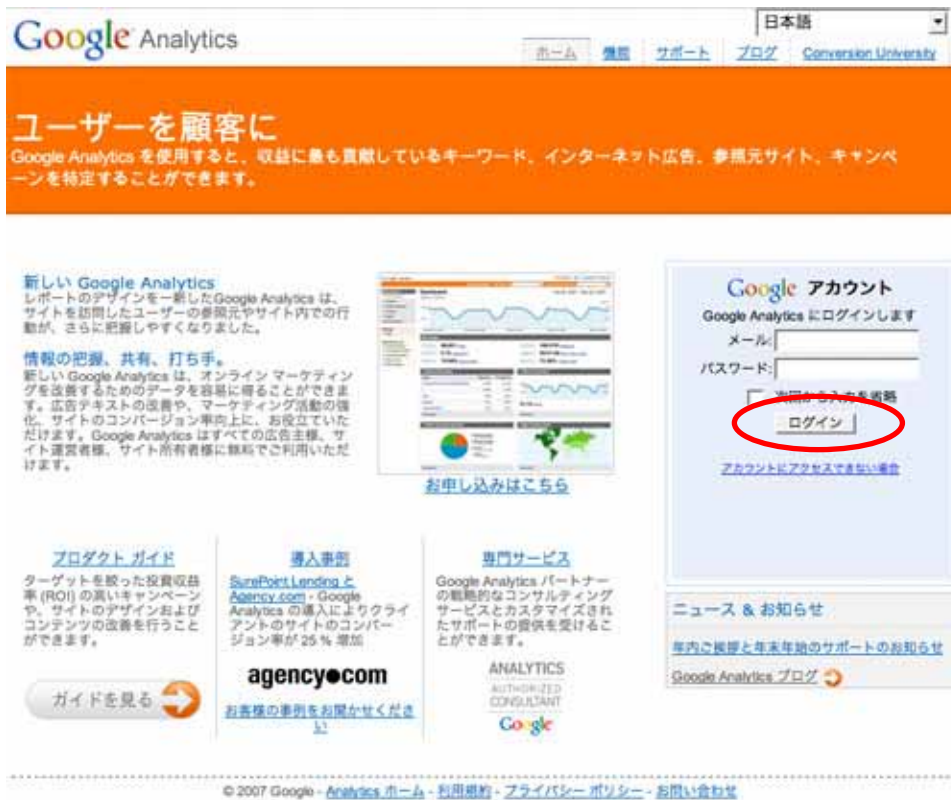 Google Analytics
日本語
ホーム 機能 サポート ブログ Conversion University
ユーザーを顧客に
Google Analytics を使用すると、収益に最も貢献しているキーワード、インターネット広告、参照元サイト、キャンペ
ーンを特定することができます。
新しい Google Analytics
レポートのデザインを一新したGoogle Analytics は、
サイトを訪問したユーザーの参照元やサイト内での行
動が、さらに把握しやすくなりました。
情報の把握、共有、打ち手。
新しい Google Analytics は、オンライン マーケティン
グを改善するためのデータを容易に得ることができま
す。広告テキストの改善や、マーケティング活動の強
化、サイトのコンバージョン率向上に、お役立ていた
だけます。Google Analytics はすべての広告主様、サ
イト運営者様、サイト所有者様に無料でご利用いただ
けます。
お申し込みはこちら
Google アカウント
Google Analytics にログインします
メール:
パスワード:
次回から入力を省略
ログイン
アカウントにアクセスできない場合
プロダクト ガイド
ターゲットを絞った投資収益
率 (ROI) の高いキャンペーン
や、サイトのデザインおよび
コンテンツの改善を行うこと
ができます。
ガイドを見る
導入事例
SurePoint Lending と
Agency.com - Google
Analytics の導入によりクライ
アントのサイトのコンバー
ジョン率が 25 % 増加
agency.com
お客様の事例をお聞かせくださ
い
専門サービス
Google Analytics パートナー
の戦略的なコンサルティング
サービスとカスタマイズされ
たサポートの提供を受けるこ
とができます。
ANALYTICS
AUTHORIZED
CONSULTANT
Google
ニュース & お知らせ
年内ご挨拶と年末年始のサポートのお知らせ
Google Analytics ブログ
© 2007 Google - Analytics ホーム - 利用規約 - プライバシー ポリシー - お問い合わせ